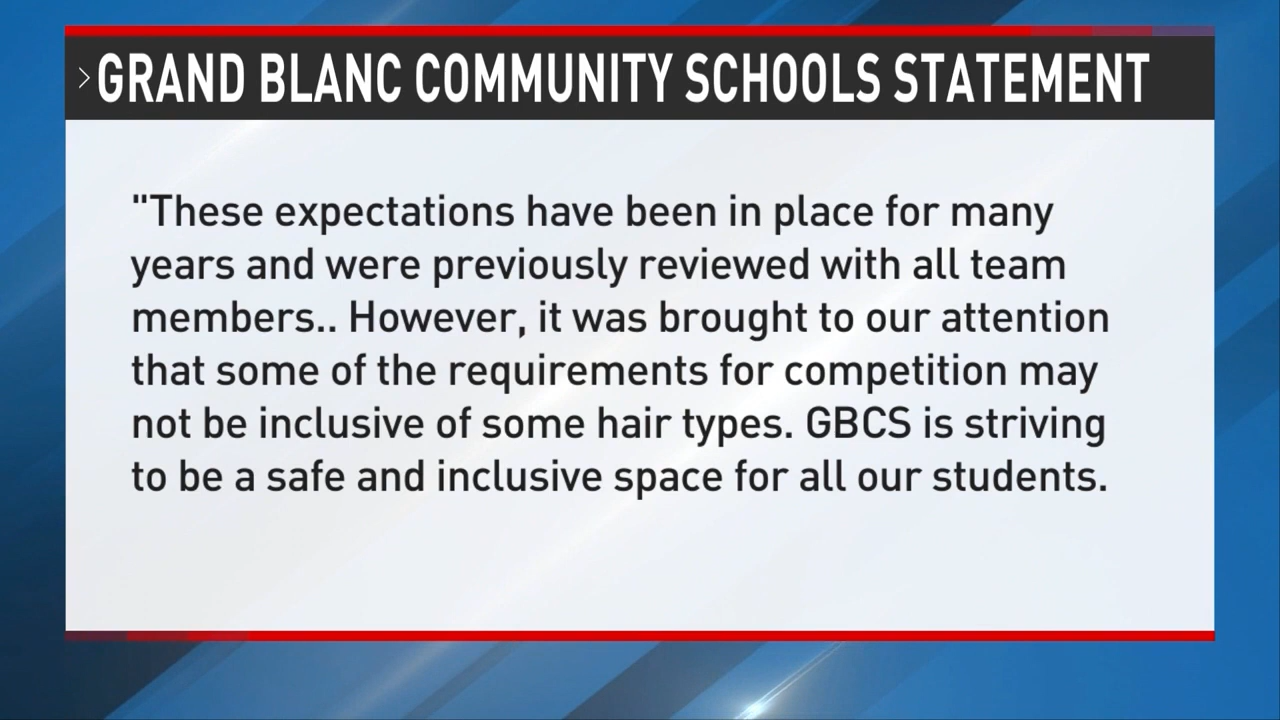 GRAND BLANC COMMUNITY SCHOOLS STATEMENT
"These expectations have been in place for many
years and were previously reviewed with all team
members.. However, it was brought to our attention
that some of the requirements for competition may
not be inclusive of some hair types. GBCS is striving
to be a safe and inclusive space for all our students.